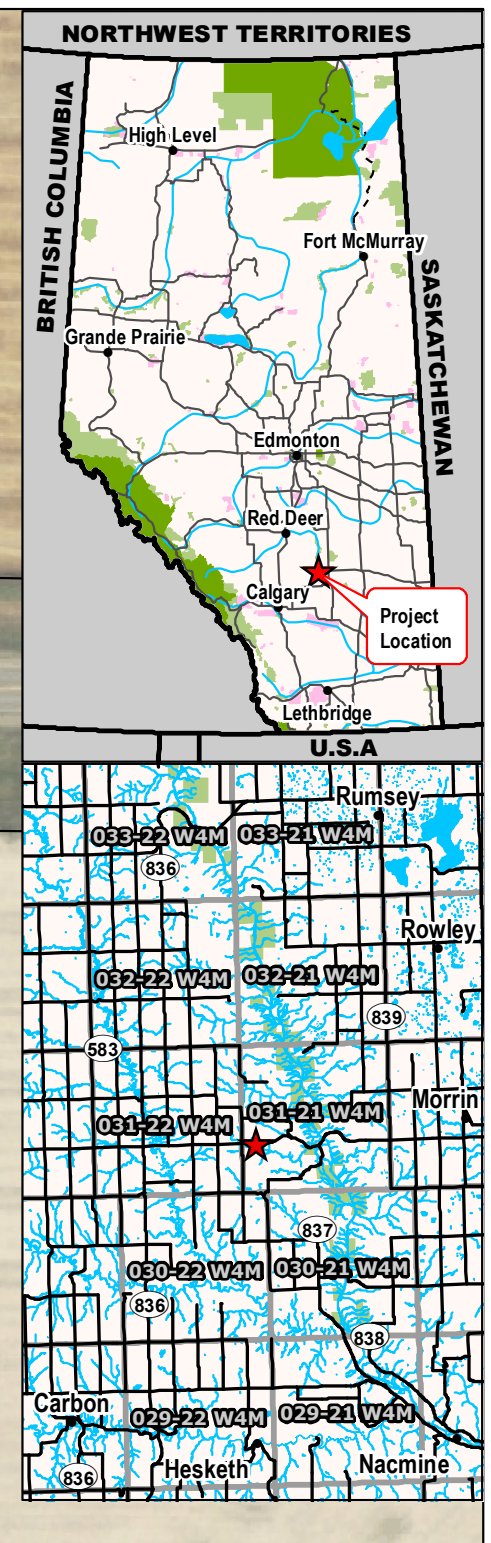 NORTHWEST TERRITORIES
BRITISH COLUMBIA
High Level
Fort McMurray
SASKATCHEWAN
Grande Prairie
Edmonton
Red Deer
Calgary
Project
Location
Lethbridge
U.S.A
Rumsey
033-22 W4M
033-21 W4M
836
Rowley
032-22 W4M
032-21 W4M
839
583
Morrin
031-21 W4M
031-22 W4M
837
030-22 W4M
030-21 W4M
836
838
Carbon
029-22 W4M
029-21 W4M
Hesketh
Nacmine
836